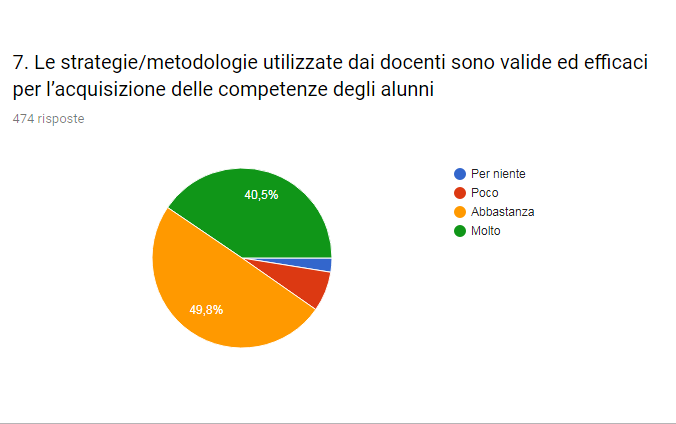 7. Le strategie/metodologie utilizzate dai docenti sono valide ed efficaci
per l'acquisizione delle competenze degli alunni
474 risposte
40,5%
49,8%
Per niente
Poco
Abbastanza
Molto